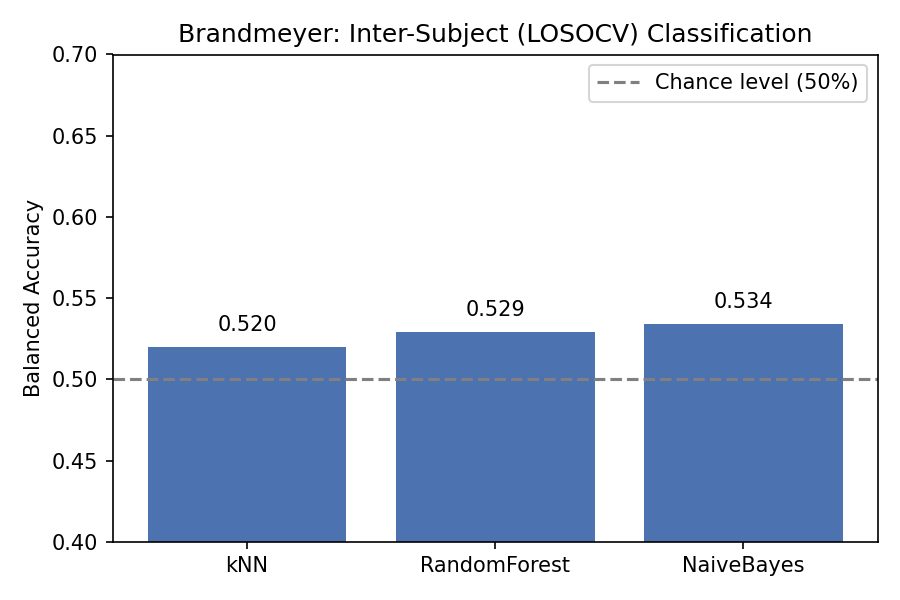 Brandmeyer: Inter-Subject (LOSOCV) Classification
Chance level (50%)
Balanced Accuracy
0.70
0.65
0.60
0.55
0.50
0.45
0.40
0.520
0.529
0.534
kNN
RandomForest
NaiveBayes